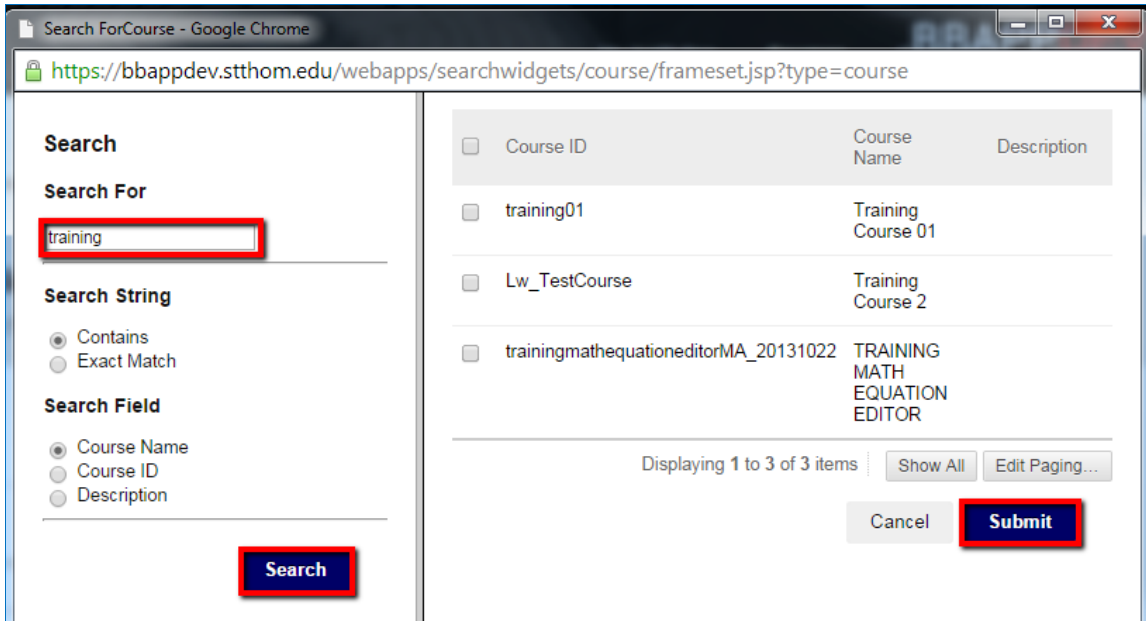 Search ForCourse - Google Chrome
https://bbappdev.stthom.edu/webapps/searchwidgets/course/frameset.jsp?type=course
Search
Search For
training
Search String
Contains
Exact Match
Search Field
Course Name
Course ID
Description
Search
Course ID
Course
Name
Description
training01
Training
Course 01
Lw_TestCourse
Training
Course 2
trainingmathequationeditorMA_20131022
TRAINING
MATH
EQUATION
EDITOR
Displaying 1 to 3 of 3 items
Show All
Edit Paging...
Cancel
Submit